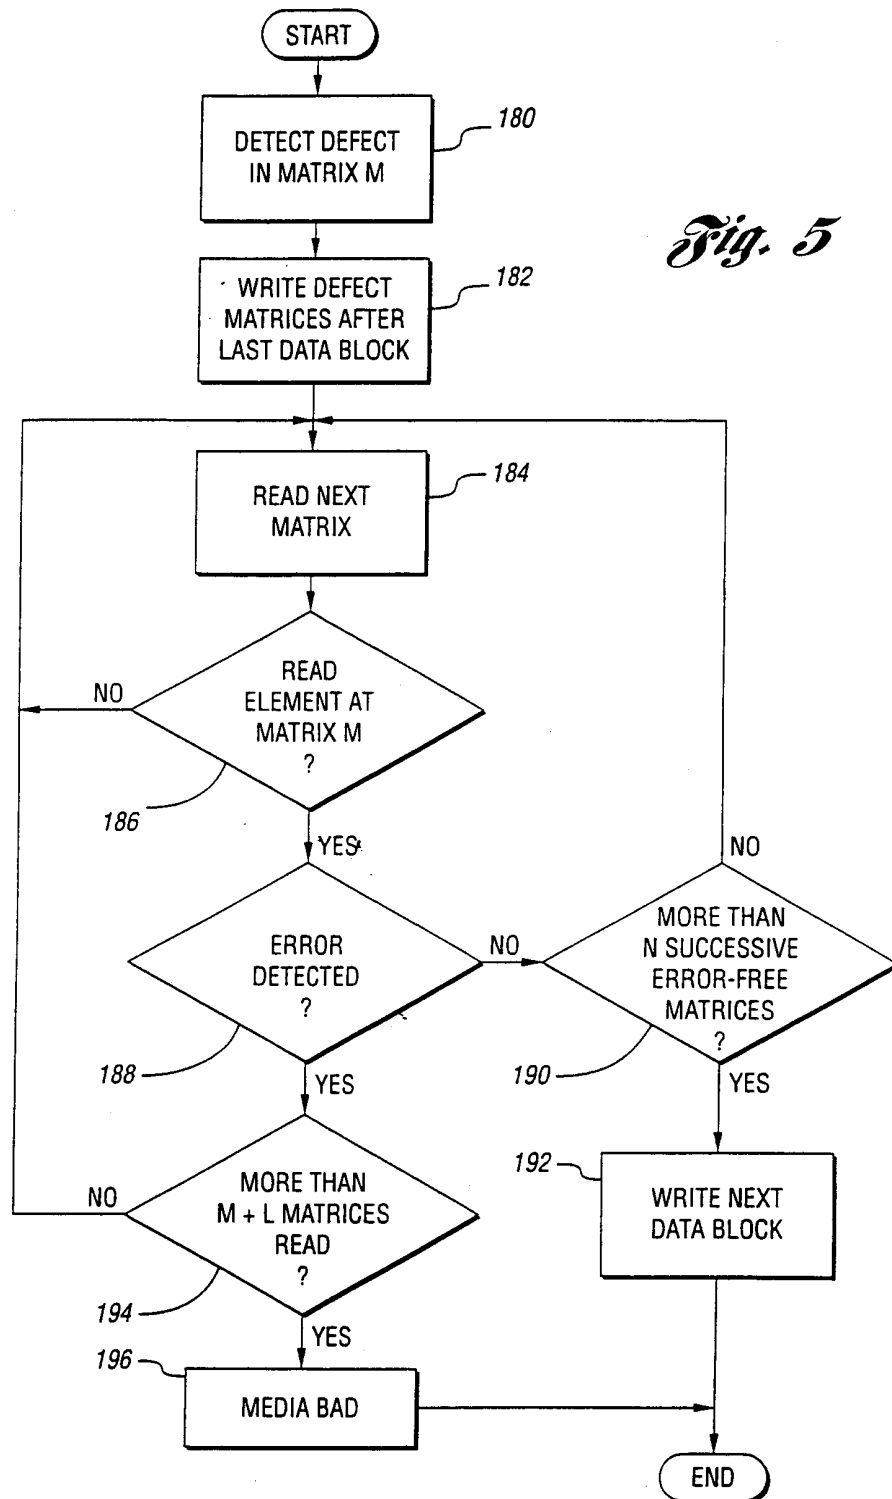 START
DETECT DEFECT
IN MATRIX M
180
Fig. 5
WRITE DEFECT
MATRICES AFTER
LAST DATA BLOCK
182
READ NEXT
MATRIX
184
READ
ELEMENT AT
MATRIX M
?
NO
186
YES
ERROR
DETECTED
?
NO
188
YES
MORE THAN
N SUCCESSIVE
ERROR-FREE
MATRICES
?
NO
190
YES
192
WRITE NEXT
DATA BLOCK
MORE THAN
M + L MATRICES
READ
?
NO
194
YES
196
MEDIA BAD
END